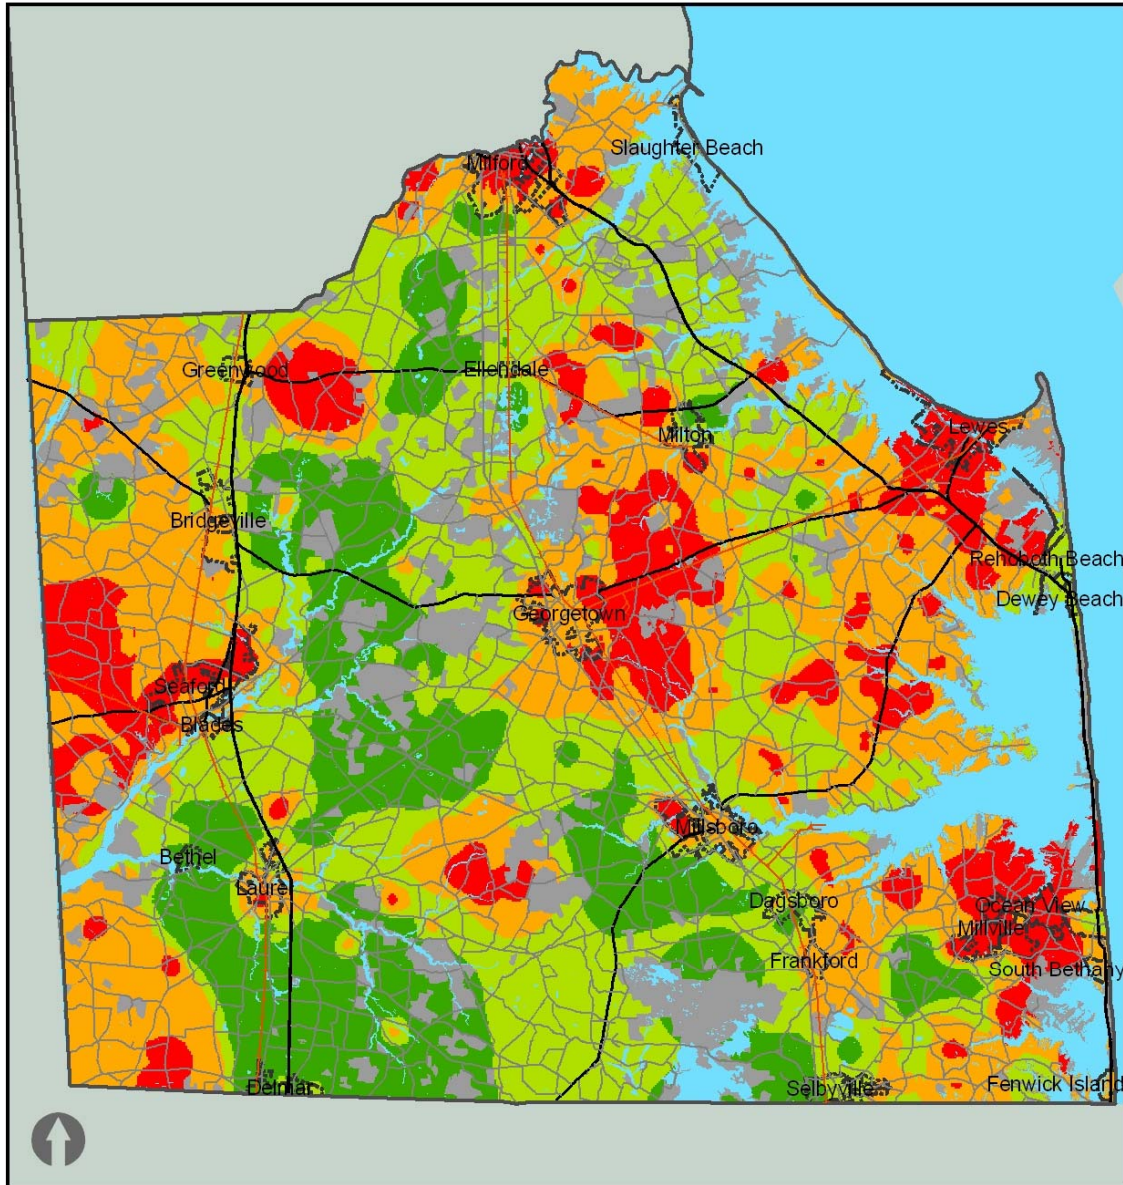 Slaughter Beach
Milford
Greenwood
Ellendale
Milton
Lewes
Bridgeville
Rehoboth Beach
Dewey Beach
Georgetown
Seaford
Blades
Millsboro
Bethel
Laurel
Dagsboro
Ocean View
Millville
Frankford
South Bethany
Delmar
Selbyville
Fenwick Island